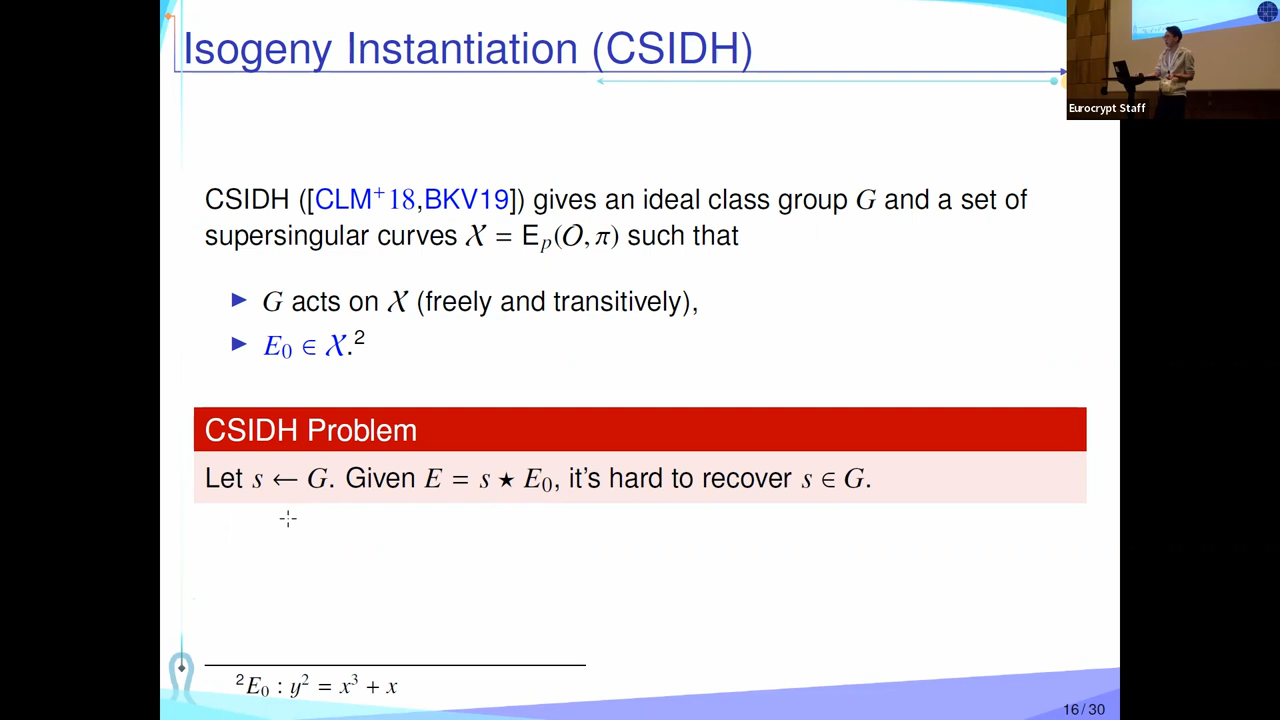 Isogeny Instantiation (CSIDH)
Eurocrypt Staff
CSIDH ([CLM⁺18,BKV19]) gives an ideal class group G and a set of
supersingular curves 𝒳 = E_p(𝒪, π) such that
▶ G acts on 𝒳 (freely and transitively),
▶ E₀ ∈ 𝒳.²
CSIDH Problem
Let s ← G. Given E = s ⋆ E₀, it's hard to recover s ∈ G.
² E₀ : y² = x³ + x
16 / 30